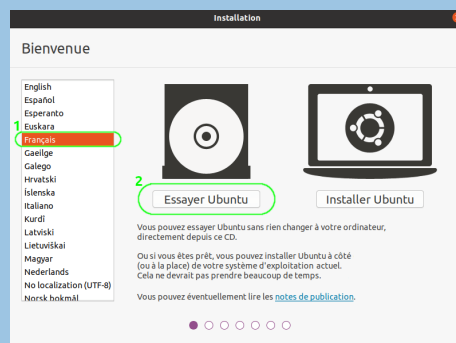 Installation
Bienvenue
English
Español
Esperanto
Euskara
1
Français
Gaeilge
Galego
Hrvatski
Íslenska
Italiano
Kurdî
Latviski
Lietuviškai
Magyar
Nederlands
No localization (UTF-8)
Norsk bokmål
2
Essayer Ubuntu
Installer Ubuntu
Vous pouvez essayer Ubuntu sans rien changer à votre ordinateur,
directement depuis ce CD.
Ou si vous êtes prêt, vous pouvez installer Ubuntu à côté
(ou à la place) de votre système d'exploitation actuel.
Cela ne devrait pas prendre beaucoup de temps.
Vous pouvez éventuellement lire les notes de publication.